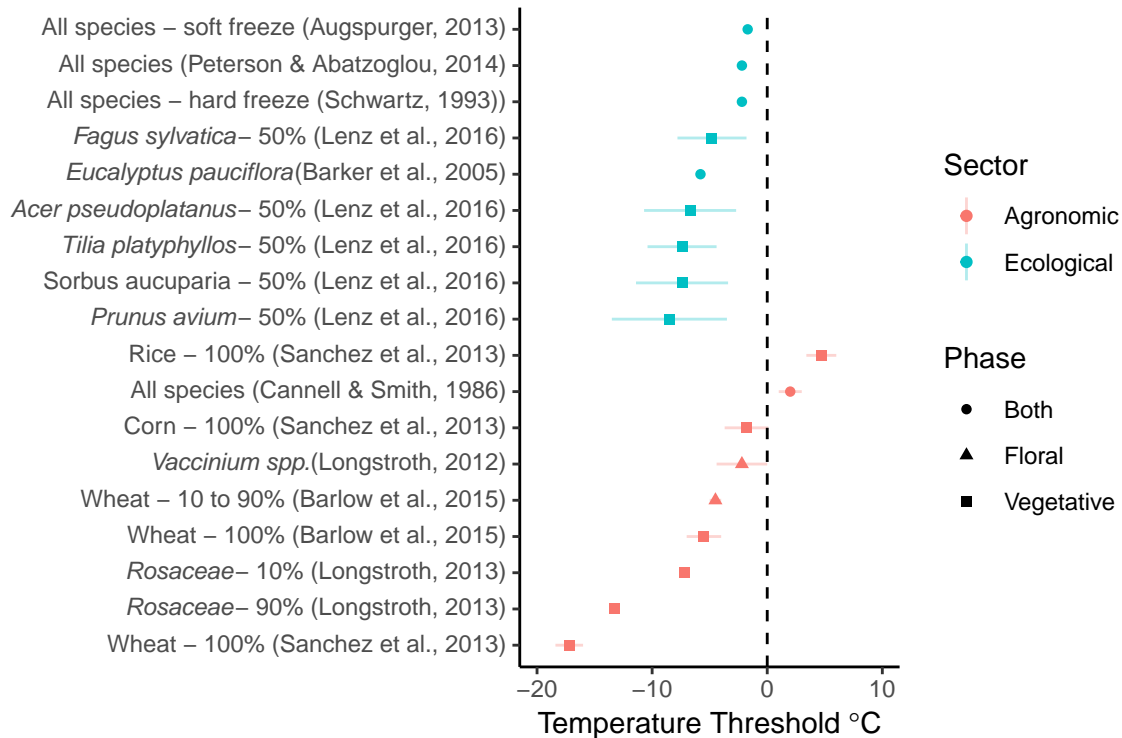 All species – soft freeze (Augspurger, 2013)
All species (Peterson & Abatzoglou, 2014)
All species – hard freeze (Schwartz, 1993))
Fagus sylvatica– 50% (Lenz et al., 2016)
Eucalyptus pauciflora(Barker et al., 2005)
Acer pseudoplatanus– 50% (Lenz et al., 2016)
Tilia platyphyllos– 50% (Lenz et al., 2016)
Sorbus aucuparia – 50% (Lenz et al., 2016)
Prunus avium– 50% (Lenz et al., 2016)
Rice – 100% (Sanchez et al., 2013)
All species (Cannell & Smith, 1986)
Corn – 100% (Sanchez et al., 2013)
Vaccinium spp.(Longstroth, 2012)
Wheat – 10 to 90% (Barlow et al., 2015)
Wheat – 100% (Barlow et al., 2015)
Rosaceae– 10% (Longstroth, 2013)
Rosaceae– 90% (Longstroth, 2013)
Wheat – 100% (Sanchez et al., 2013)
−20 −10 0 10
Temperature Threshold °C
Sector
Agronomic
Ecological
Phase
Both
Floral
Vegetative